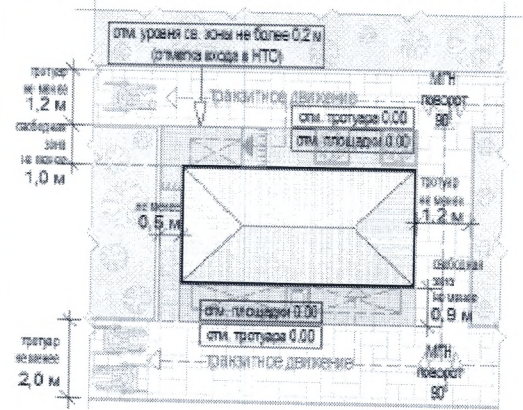 отм. уровня св. зоны не более 0,2 м
(отметка входа в НТО)
тротуар
не менее
1,2 м
свободная
зона
не менее
1,0 м
транзитное движение
МГН
поворот
90°
отм. тротуара 0.00
отм. площадки 0.00
не менее
0,5 м
тротуар
не менее
1,2 м
свободная
зона
не менее
0,9 м
отм. площадки 0.00
отм. тротуара 0.00
тротуар
не менее
2,0 м
транзитное движение
МГН
поворот
90°